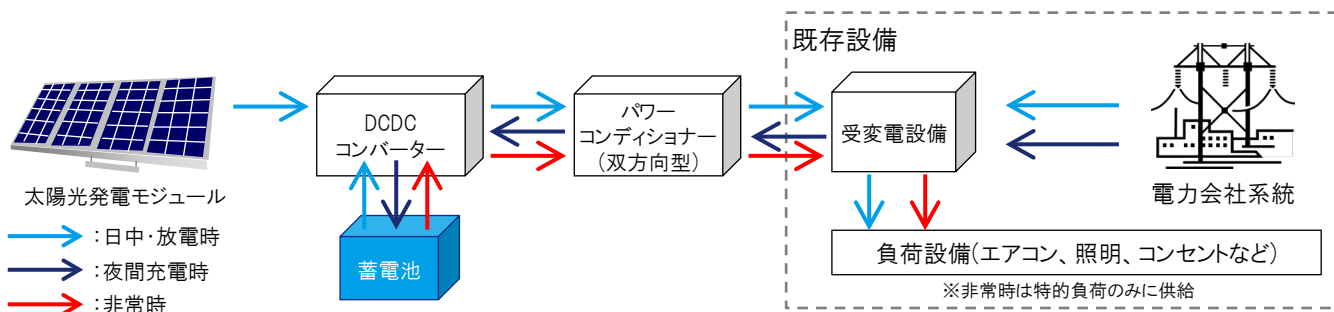 既存設備
DCDC
コンバーター
パワー
コンディショナー
(双方向型)
受変電設備
太陽光発電モジュール
電力会社系統
:日中・放電時
:夜間充電時
:非常時
蓄電池
負荷設備(エアコン、照明、コンセントなど)
※非常時は特的負荷のみに供給